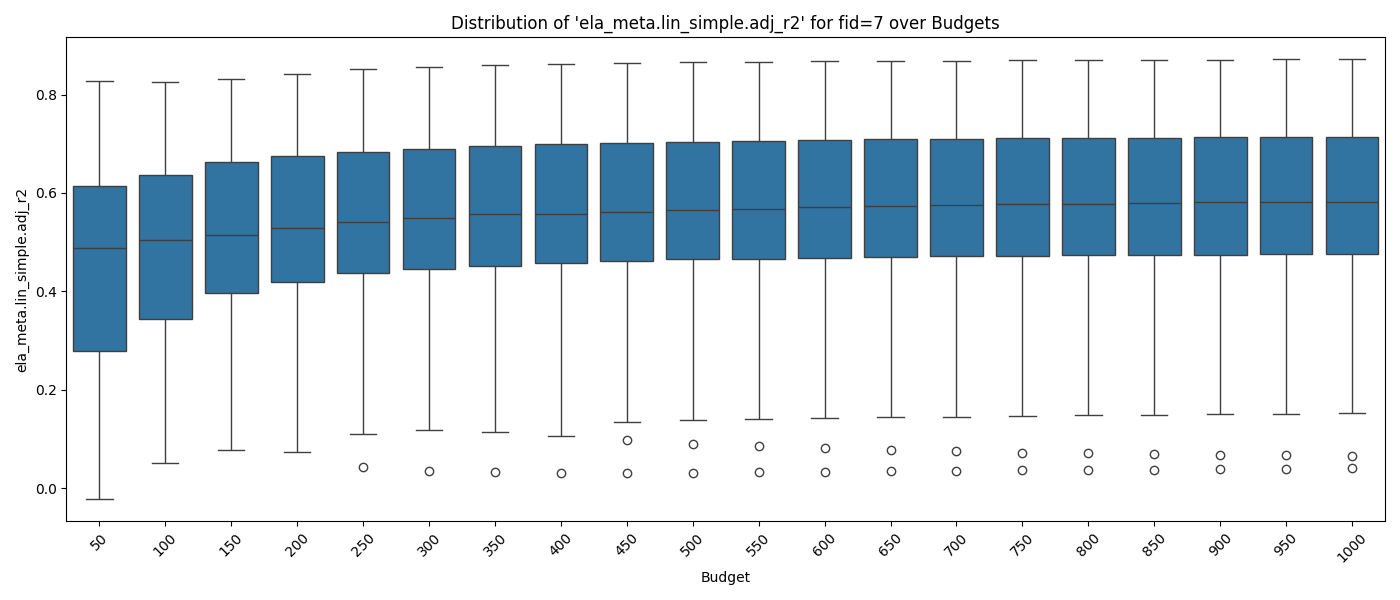 Distribution of 'ela_meta.lin_simple.adj_r2' for fid=7 over Budgets
ela_meta.lin_simple.adj_r2
0.8
0.6
0.4
0.2
0.0
50 100 150 200 250 300 350 400 450 500 550 600 650 700 750 800 850 900 950 1000
Budget